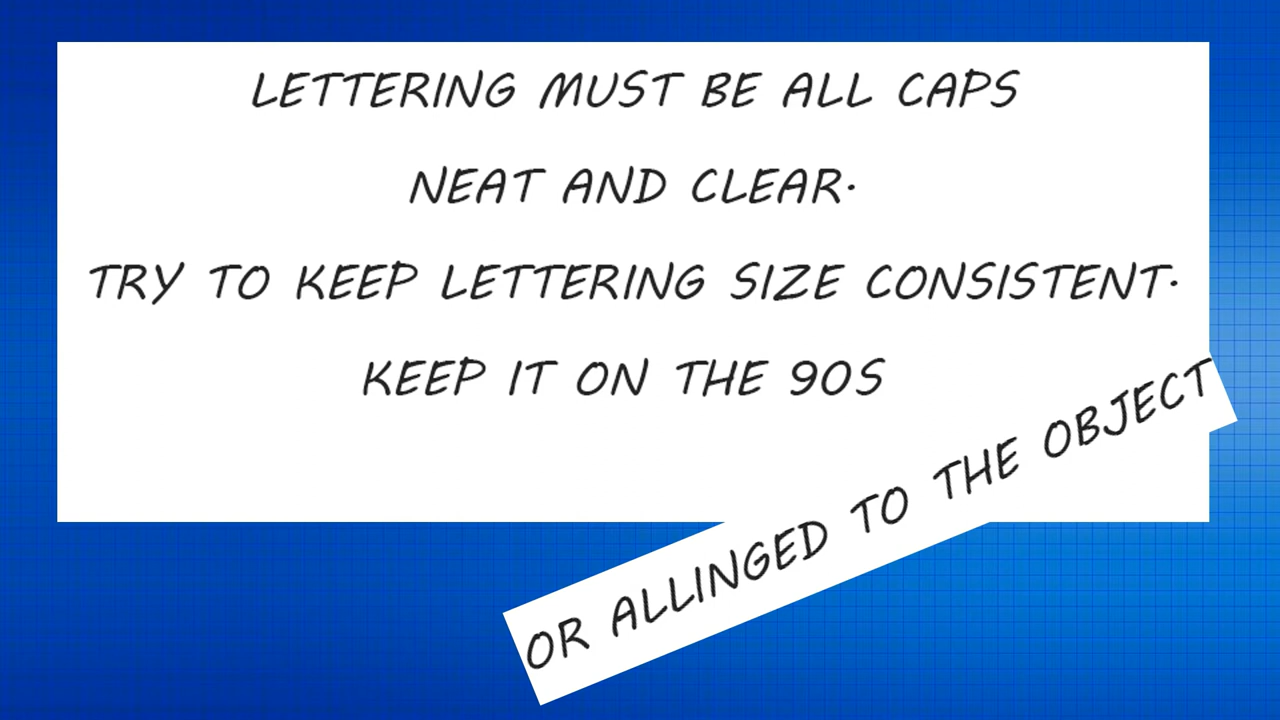 LETTERING MUST BE ALL CAPS
NEAT AND CLEAR.
TRY TO KEEP LETTERING SIZE CONSISTENT.
KEEP IT ON THE 90S
OR ALLINGED TO THE OBJECT